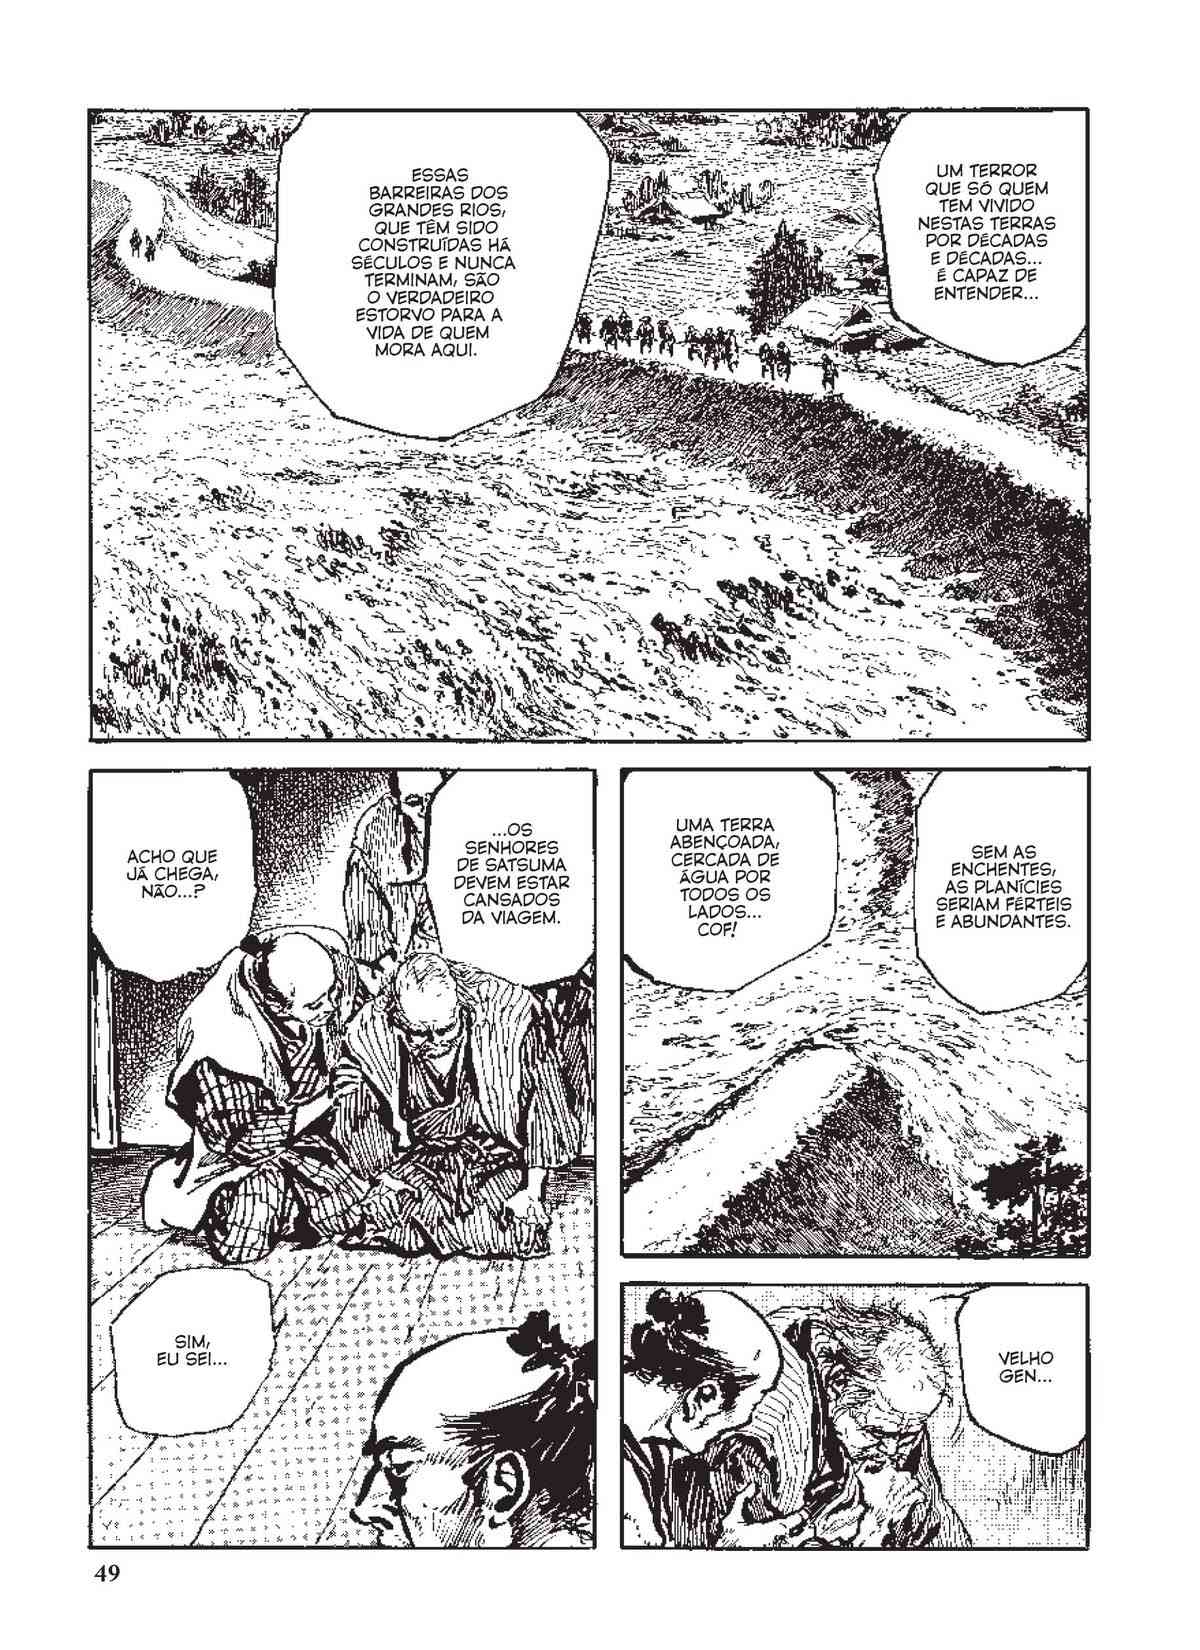 UM TERROR
QUE SÓ QUEM
TEM VIVIDO
NESTAS TERRAS
POR DÉCADAS
E DÉCADAS...
É CAPAZ DE
ENTENDER...
ESSAS
BARREIRAS DOS
GRANDES RIOS,
QUE TÊM SIDO
CONSTRUÍDAS HÁ
SÉCULOS E NUNCA
TERMINAM, SÃO
O VERDADEIRO
ESTORVO PARA A
VIDA DE QUEM
MORA AQUI.
SEM AS
ENCHENTES,
AS PLANÍCIES
SERIAM FÉRTEIS
E ABUNDANTES.
UMA TERRA
ABENÇOADA,
CERCADA DE
ÁGUA POR
TODOS OS
LADOS...
COF!
VELHO
GEN...
...OS
SENHORES
DE SATSUMA
DEVEM ESTAR
CANSADOS
DA VIAGEM.
ACHO QUE
JÁ CHEGA,
NÃO...?
SIM,
EU SEI...
49